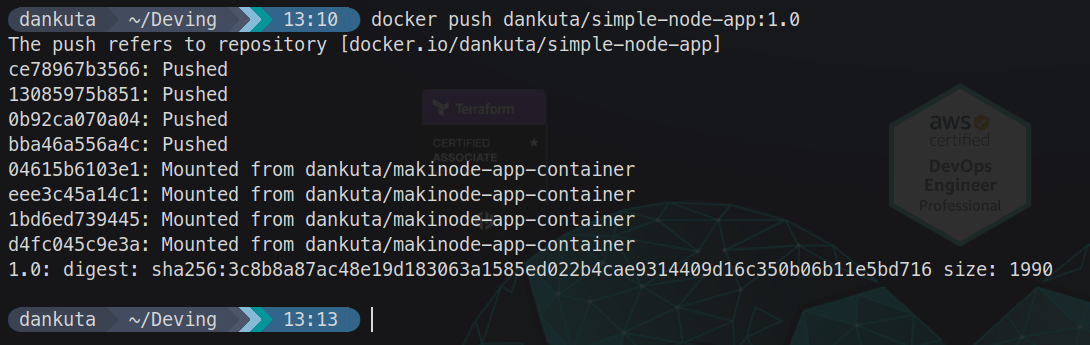 dankuta ~/Deving 13:10 docker push dankuta/simple-node-app:1.0
The push refers to repository [docker.io/dankuta/simple-node-app]
ce78967b3566: Pushed
13085975b851: Pushed
0b92ca070a04: Pushed
bba46a556a4c: Pushed
04615b6103e1: Mounted from dankuta/makinode-app-container
eee3c45a14c1: Mounted from dankuta/makinode-app-container
1bd6ed739445: Mounted from dankuta/makinode-app-container
d4fc045c9e3a: Mounted from dankuta/makinode-app-container
1.0: digest: sha256:3c8b8a87ac48e19d183063a1585ed022b4cae9314409d16c350b06b11e5bd716 size: 1990
dankuta ~/Deving 13:13
Terraform
CERTIFIED
ASSOCIATE
aws
certified
DevOps
Engineer
Professional